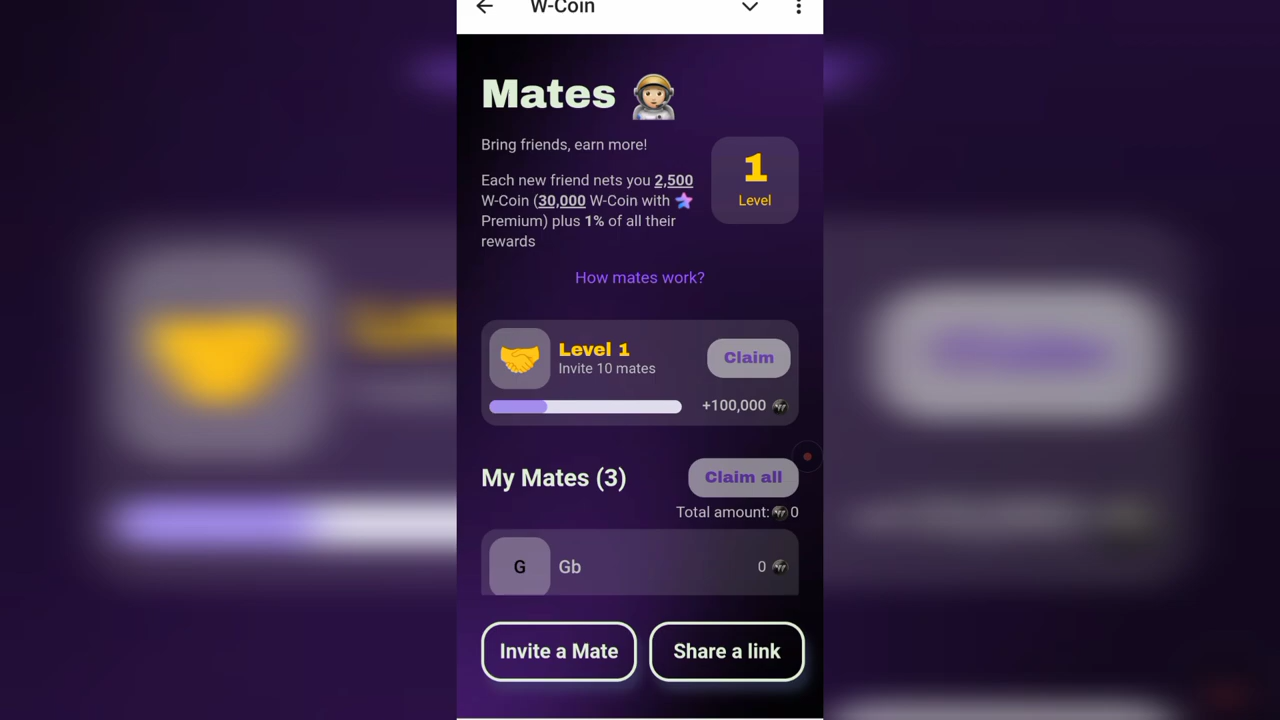 W-Coin
Mates
Bring friends, earn more!
Each new friend nets you 2,500
W-Coin (30,000 W-Coin with
Premium) plus 1% of all their
rewards
1
Level
How mates work?
Level 1
Invite 10 mates
Claim
+100,000
My Mates (3)
Claim all
Total amount: 0
G
Gb
0
Invite a Mate
Share a link